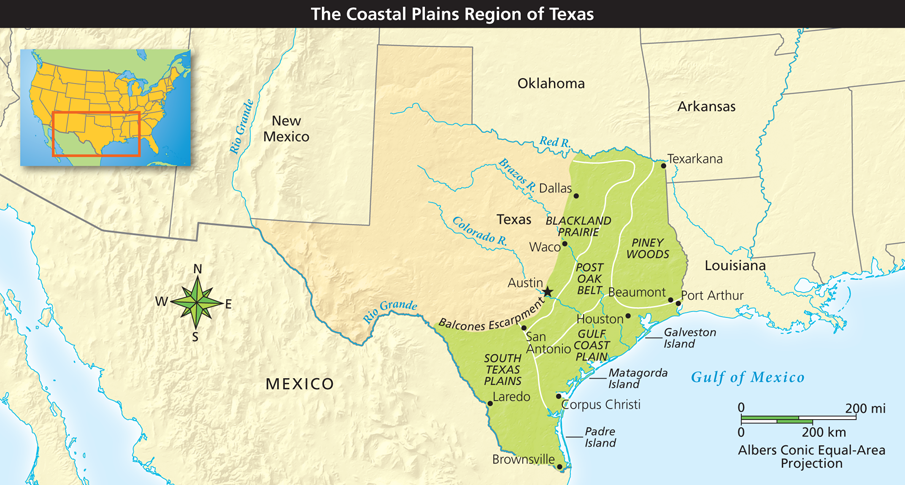 The Coastal Plains Region of Texas
Oklahoma
Arkansas
New
Mexico
Rio Grande
Red R.
Texarkana
Brazos R.
Dallas
Texas
BLACKLAND
PRAIRIE
Colorado R.
Waco
PINEY
WOODS
Louisiana
POST
OAK
BELT
Austin
Beaumont
Port Arthur
N
W
E
S
Rio Grande
Balcones Escarpment
Houston
San
Antonio
GULF
COAST
PLAIN
Galveston
Island
SOUTH
TEXAS
PLAINS
Matagorda
Island
Gulf of Mexico
MEXICO
Laredo
Corpus Christi
Padre
Island
Brownsville
0
200 mi
0
200 km
Albers Conic Equal-Area
Projection